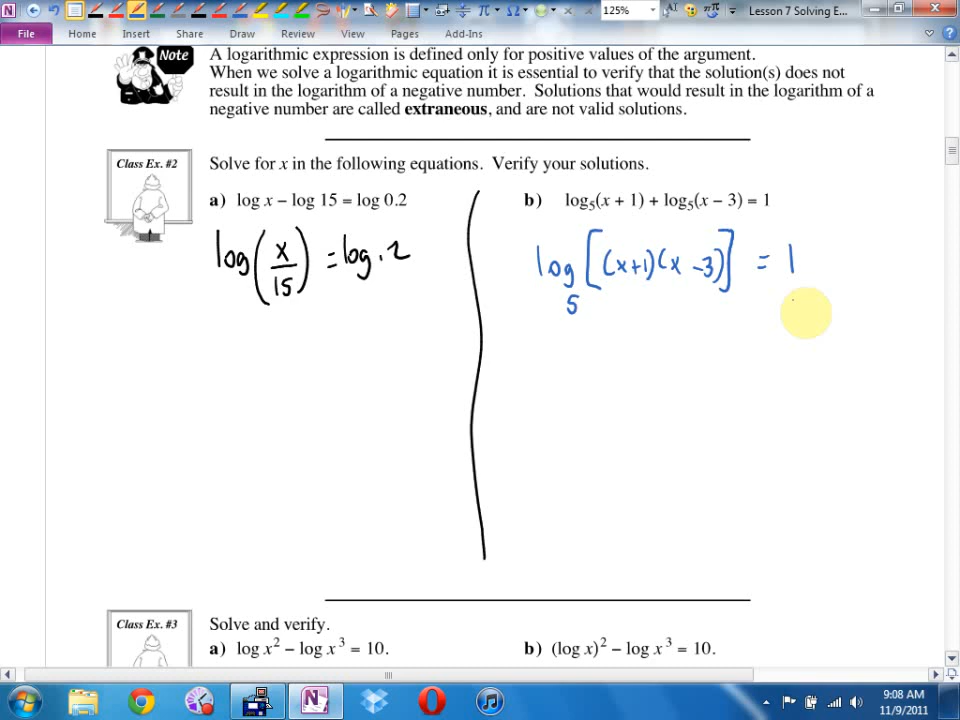 125%
Lesson 7 Solving E...
File Home Insert Share Draw Review View Pages Add-Ins
Note
A logarithmic expression is defined only for positive values of the argument.
When we solve a logarithmic equation it is essential to verify that the solution(s) does not
result in the logarithm of a negative number. Solutions that would result in the logarithm of a
negative number are called extraneous, and are not valid solutions.
Class Ex. #2
Solve for x in the following equations. Verify your solutions.
a) log x − log 15 = log 0.2
b) log₅(x + 1) + log₅(x − 3) = 1
log(x/15) = log .2
log₅[(x+1)(x-3)] = 1
Class Ex. #3
Solve and verify.
a) log x² − log x³ = 10.
b) (log x)² − log x³ = 10.
9:08 AM
11/9/2011